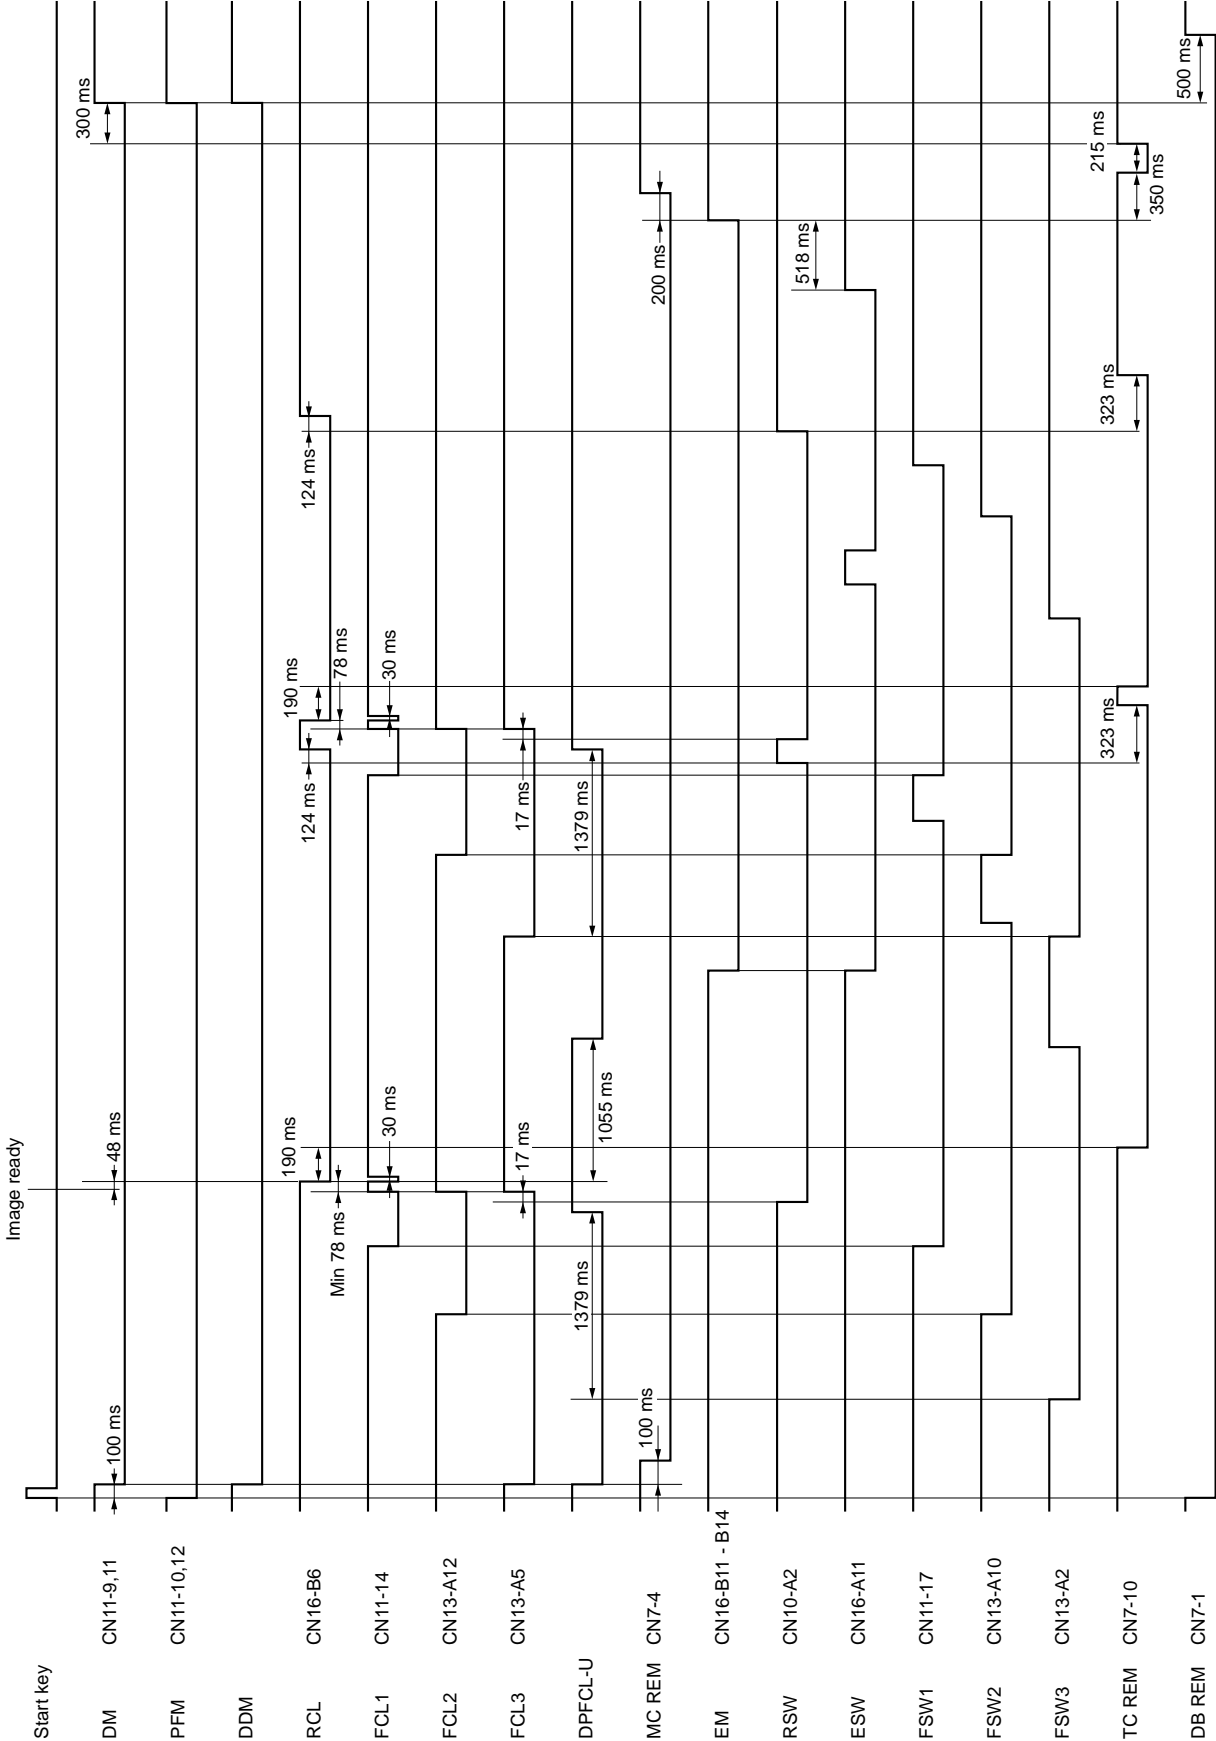 Start key
DM CN11-9,11
PFM CN11-10,12
DDM
RCL CN16-B6
FCL1 CN11-14
FCL2 CN13-A12
FCL3 CN13-A5
DPFCL-U
MC REM CN7-4
EM CN16-B11 - B14
RSW CN10-A2
ESW CN16-A11
FSW1 CN11-17
FSW2 CN13-A10
FSW3 CN13-A2
TC REM CN7-10
DB REM CN7-1
Image ready
100 ms
48 ms
300 ms
190 ms
124 ms
190 ms
124 ms
Min 78 ms
78 ms
30 ms
30 ms
17 ms
17 ms
1379 ms
1055 ms
1379 ms
100 ms
200 ms
518 ms
323 ms
323 ms
215 ms
350 ms
500 ms